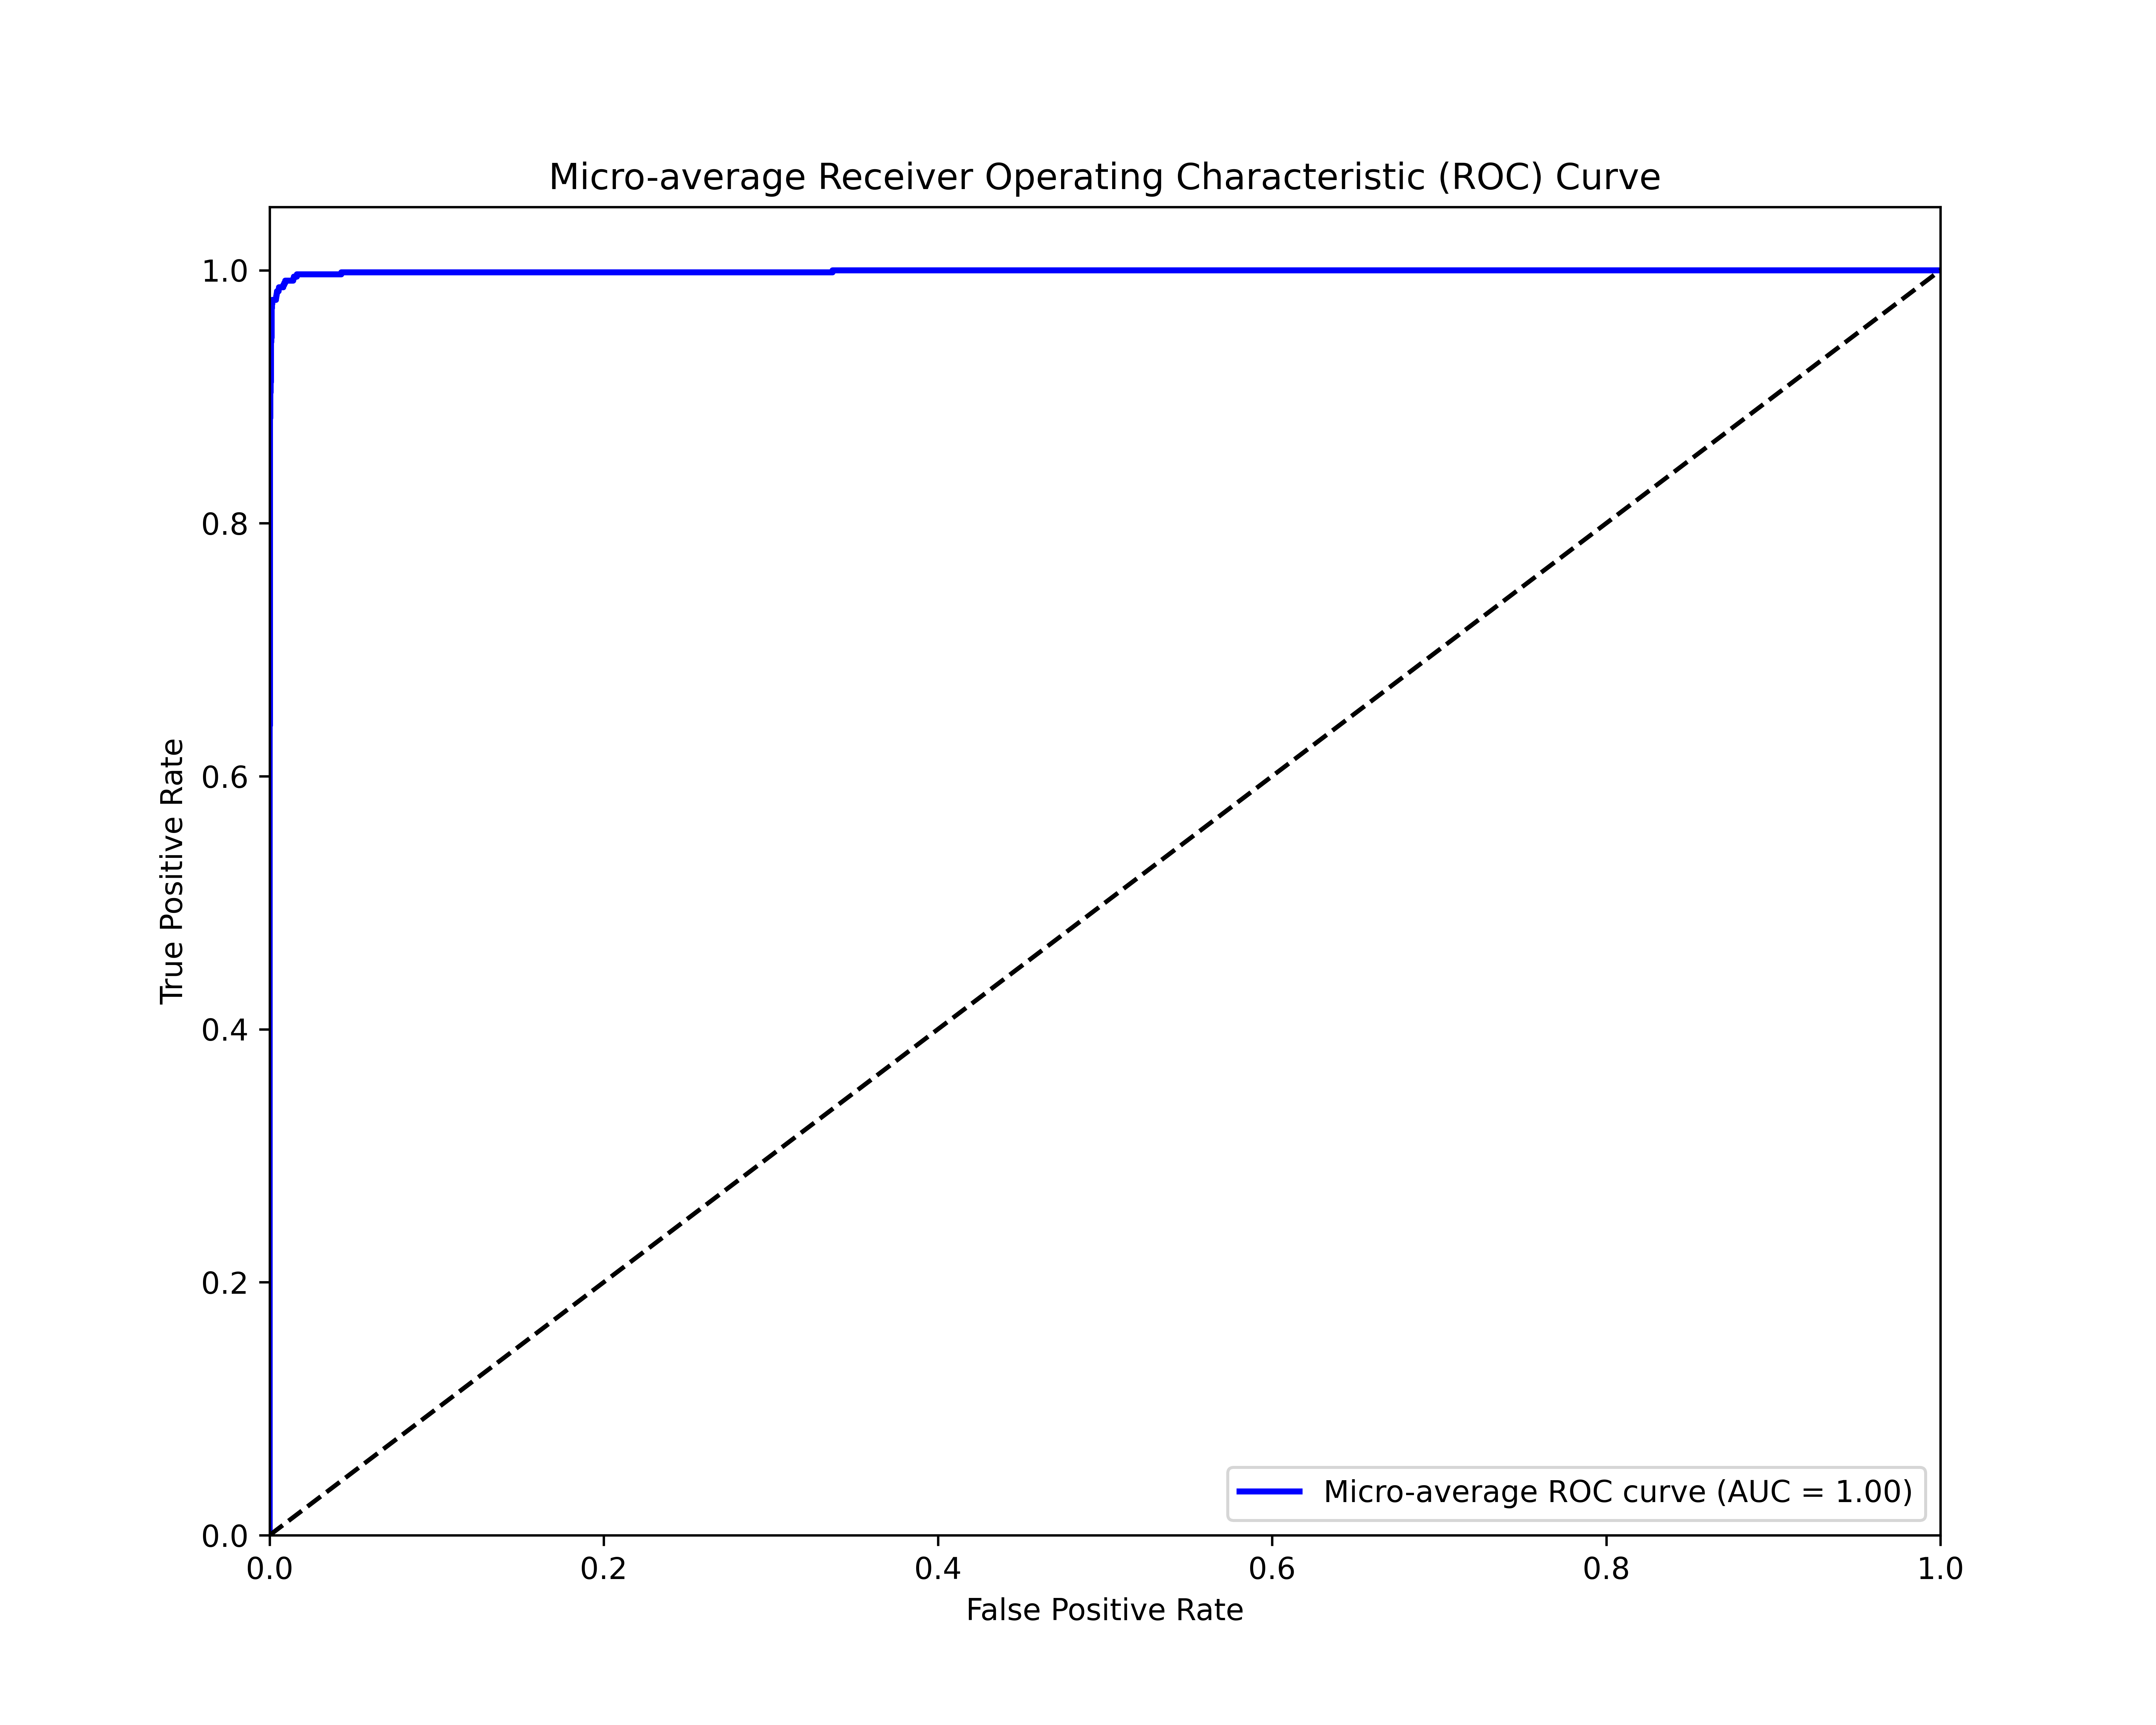 Micro-average Receiver Operating Characteristic (ROC) Curve
1.0
0.8
0.6
0.4
0.2
0.0
True Positive Rate
0.0 0.2 0.4 0.6 0.8 1.0
False Positive Rate
Micro-average ROC curve (AUC = 1.00)